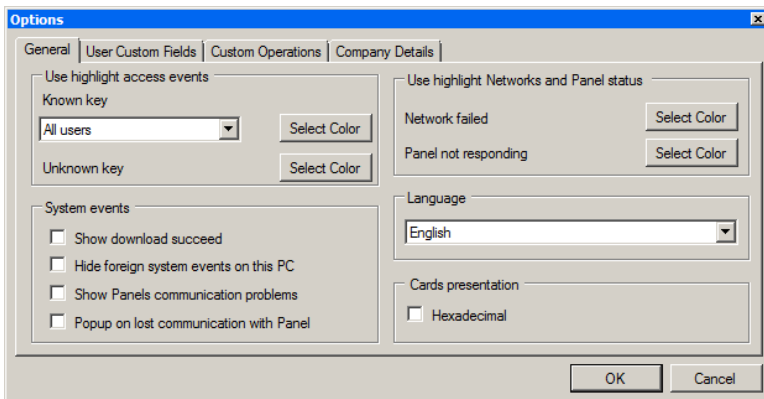 Options
General
User Custom Fields
Custom Operations
Company Details
Use highlight access events
Known key
All users
Select Color
Unknown key
Select Color
System events
Show download succeed
Hide foreign system events on this PC
Show Panels communication problems
Popup on lost communication with Panel
Use highlight Networks and Panel status
Network failed
Select Color
Panel not responding
Select Color
Language
English
Cards presentation
Hexadecimal
OK
Cancel